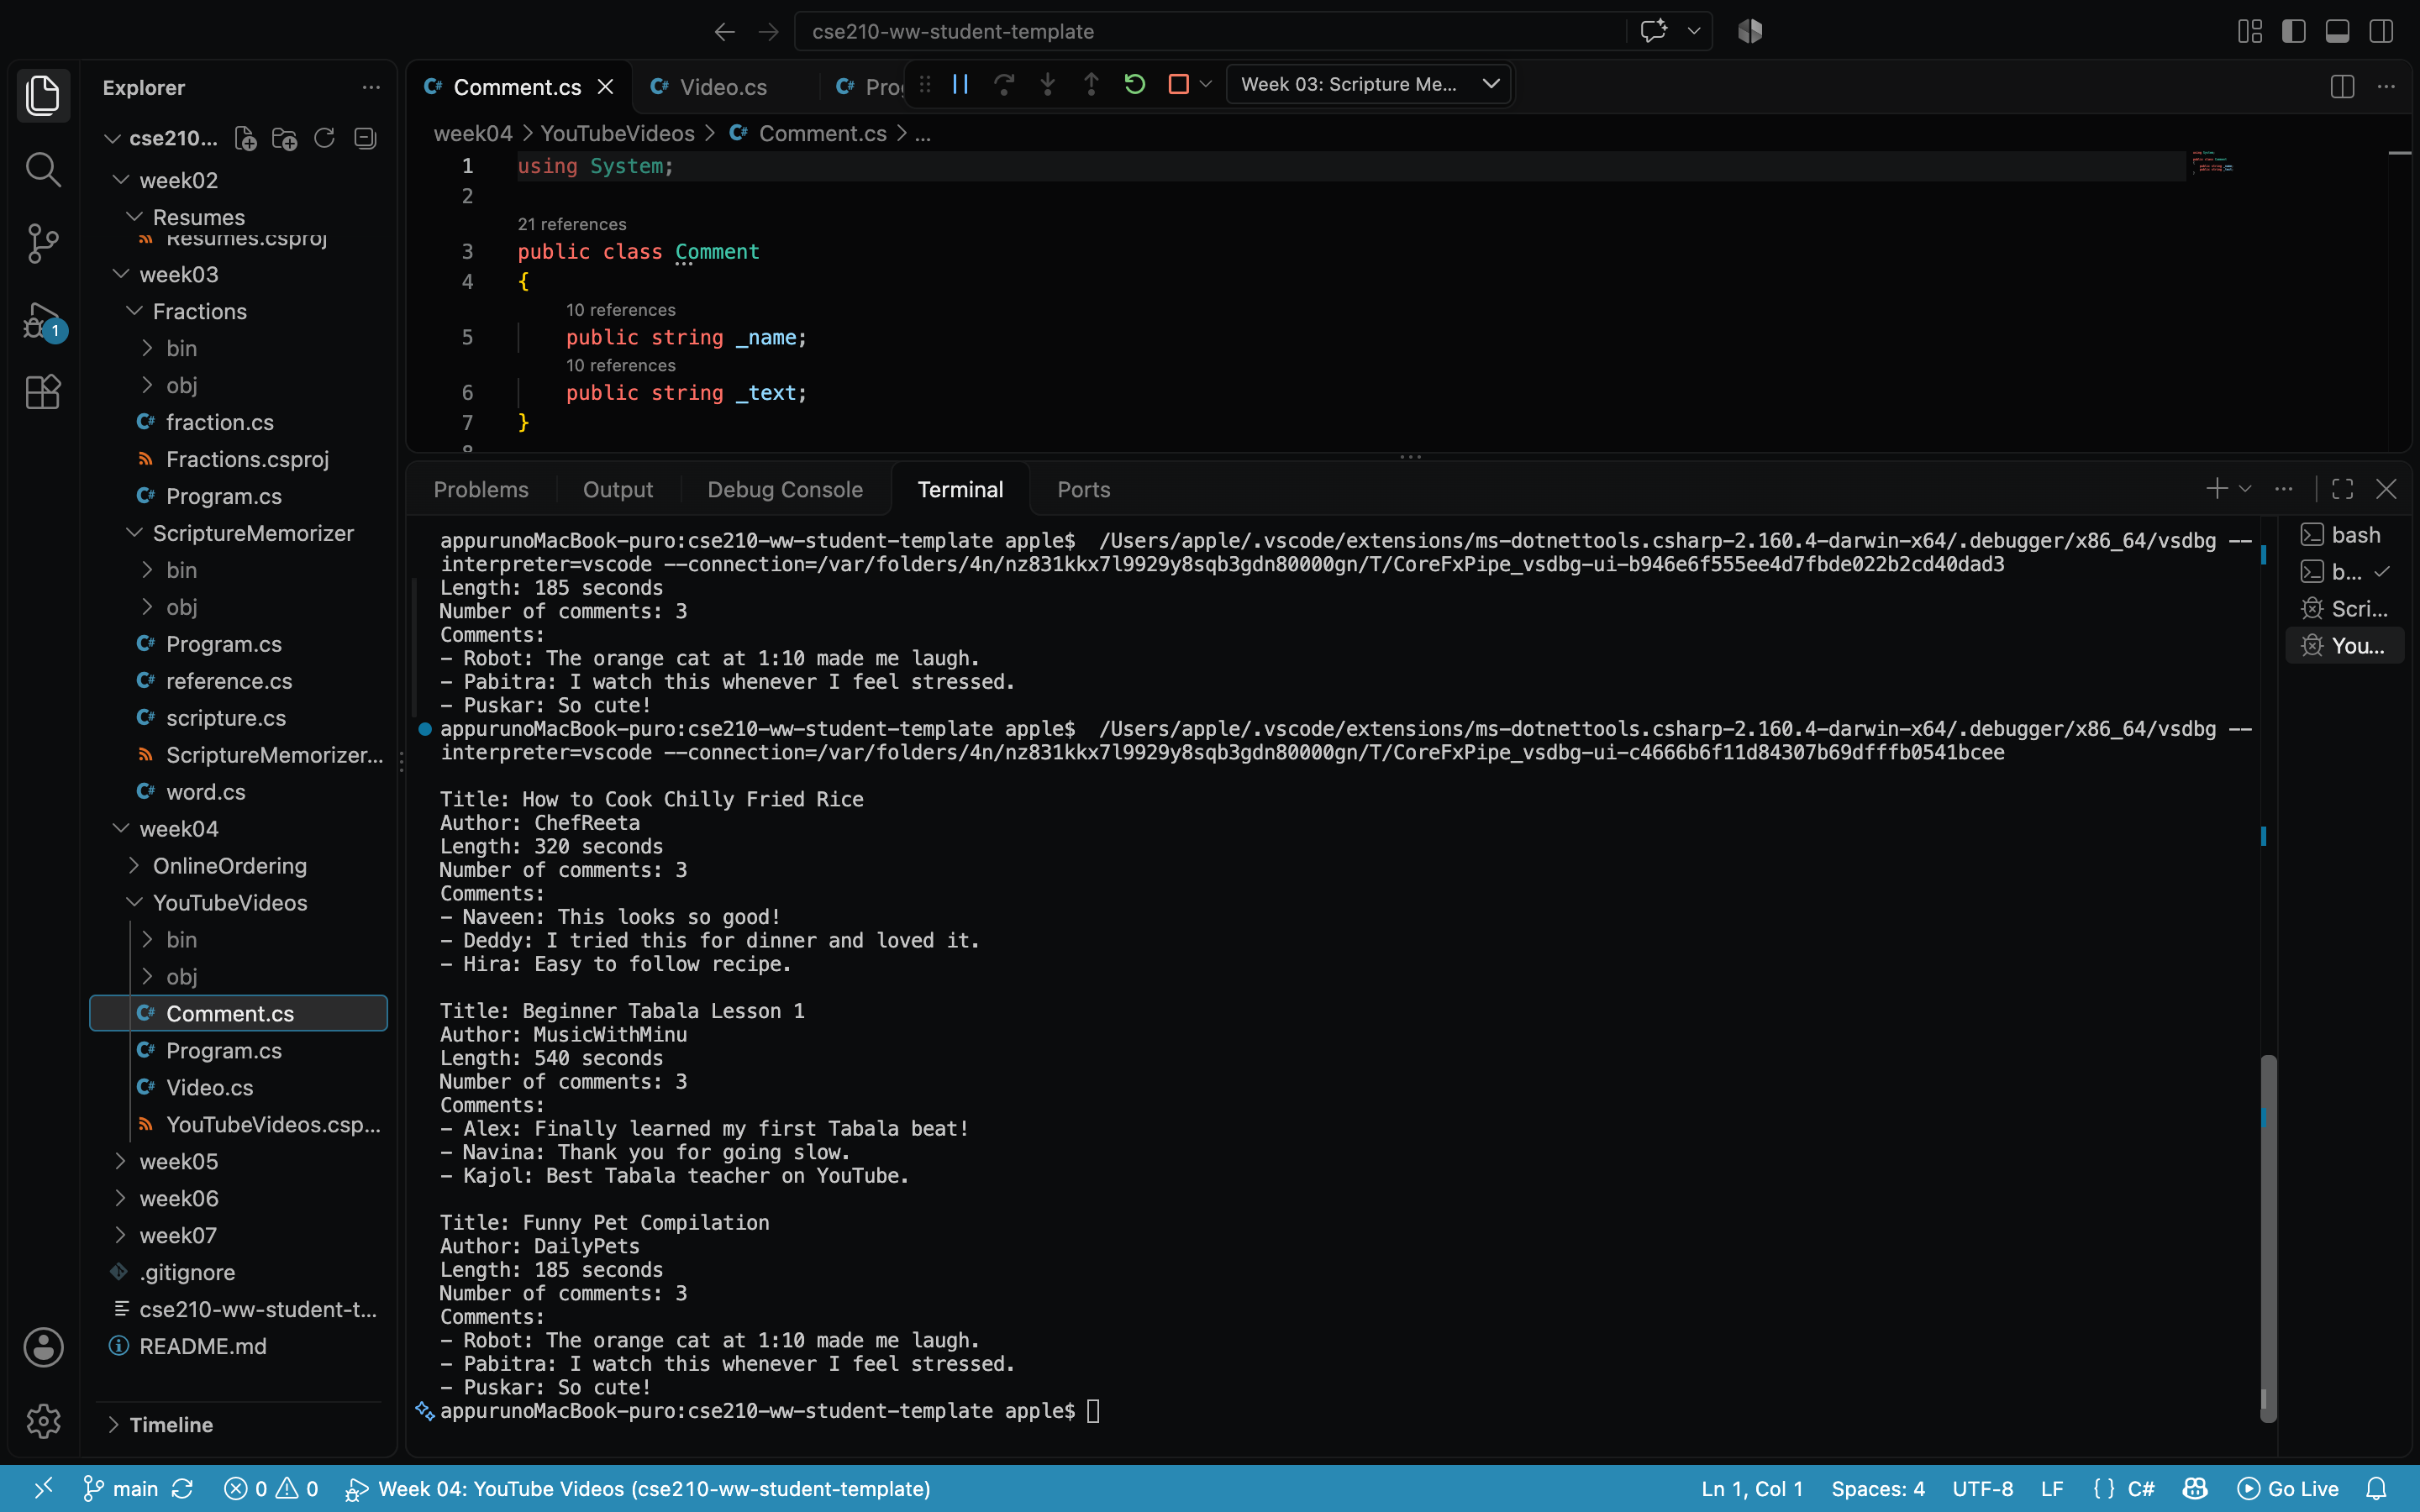 cse210-ww-student-template
Explorer
cse210...
week02
Resumes
Resumes.csproj
week03
Fractions
bin
obj
fraction.cs
Fractions.csproj
Program.cs
ScriptureMemorizer
bin
obj
Program.cs
reference.cs
scripture.cs
ScriptureMemorizer...
word.cs
week04
OnlineOrdering
YouTubeVideos
bin
obj
Comment.cs
Program.cs
Video.cs
YouTubeVideos.csp...
week05
week06
week07
.gitignore
cse210-ww-student-t...
README.md
Timeline
1
Comment.cs
Video.cs
Pro
Week 03: Scripture Me...
week04 > YouTubeVideos > Comment.cs > ...
1 using System;
2
21 references
3 public class Comment
4 {
10 references
5 public string _name;
10 references
6 public string _text;
7 }
8
Problems Output Debug Console Terminal Ports
appurunoMacBook-puro:cse210-ww-student-template apple$  /Users/apple/.vscode/extensions/ms-dotnettools.csharp-2.160.4-darwin-x64/.debugger/x86_64/vsdbg --
interpreter=vscode --connection=/var/folders/4n/nz831kkx7l9929y8sqb3gdn80000gn/T/CoreFxPipe_vsdbg-ui-b946e6f555ee4d7fbde022b2cd40dad3
Length: 185 seconds
Number of comments: 3
Comments:
- Robot: The orange cat at 1:10 made me laugh.
- Pabitra: I watch this whenever I feel stressed.
- Puskar: So cute!
appurunoMacBook-puro:cse210-ww-student-template apple$  /Users/apple/.vscode/extensions/ms-dotnettools.csharp-2.160.4-darwin-x64/.debugger/x86_64/vsdbg --
interpreter=vscode --connection=/var/folders/4n/nz831kkx7l9929y8sqb3gdn80000gn/T/CoreFxPipe_vsdbg-ui-c4666b6f11d84307b69dfffb0541bcee
Title: How to Cook Chilly Fried Rice
Author: ChefReeta
Length: 320 seconds
Number of comments: 3
Comments:
- Naveen: This looks so good!
- Deddy: I tried this for dinner and loved it.
- Hira: Easy to follow recipe.
Title: Beginner Tabala Lesson 1
Author: MusicWithMinu
Length: 540 seconds
Number of comments: 3
Comments:
- Alex: Finally learned my first Tabala beat!
- Navina: Thank you for going slow.
- Kajol: Best Tabala teacher on YouTube.
Title: Funny Pet Compilation
Author: DailyPets
Length: 185 seconds
Number of comments: 3
Comments:
- Robot: The orange cat at 1:10 made me laugh.
- Pabitra: I watch this whenever I feel stressed.
- Puskar: So cute!
appurunoMacBook-puro:cse210-ww-student-template apple$
bash
b...
Scri...
You...
main 0 0 Week 04: YouTube Videos (cse210-ww-student-template) Ln 1, Col 1 Spaces: 4 UTF-8 LF { } C# Go Live